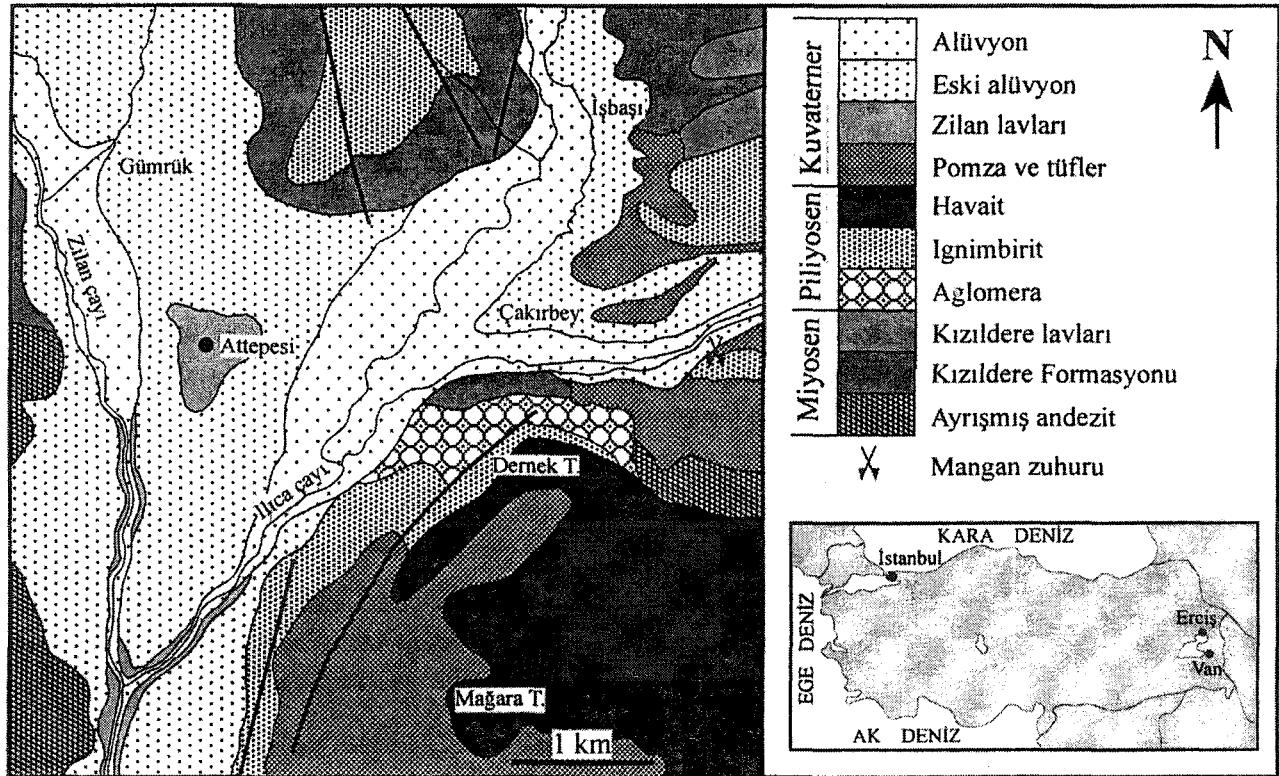 İşbaşı
Gümrük
Zilan çayı
Attepesi
Çakırbey
Ilıca çayı
Dernek T.
Mağara T.
1 km
Kuvaterner
Piliyosen
Miyosen
Alüvyon
Eski alüvyon
Zilan lavları
Pomza ve tüfler
Havait
Ignimbirit
Aglomera
Kızıldere lavları
Kızıldere Formasyonu
Ayrışmış andezit
Mangan zuhuru
N
KARA DENİZ
İstanbul
EGE DENİZ
Erciş
Van
AK DENİZ